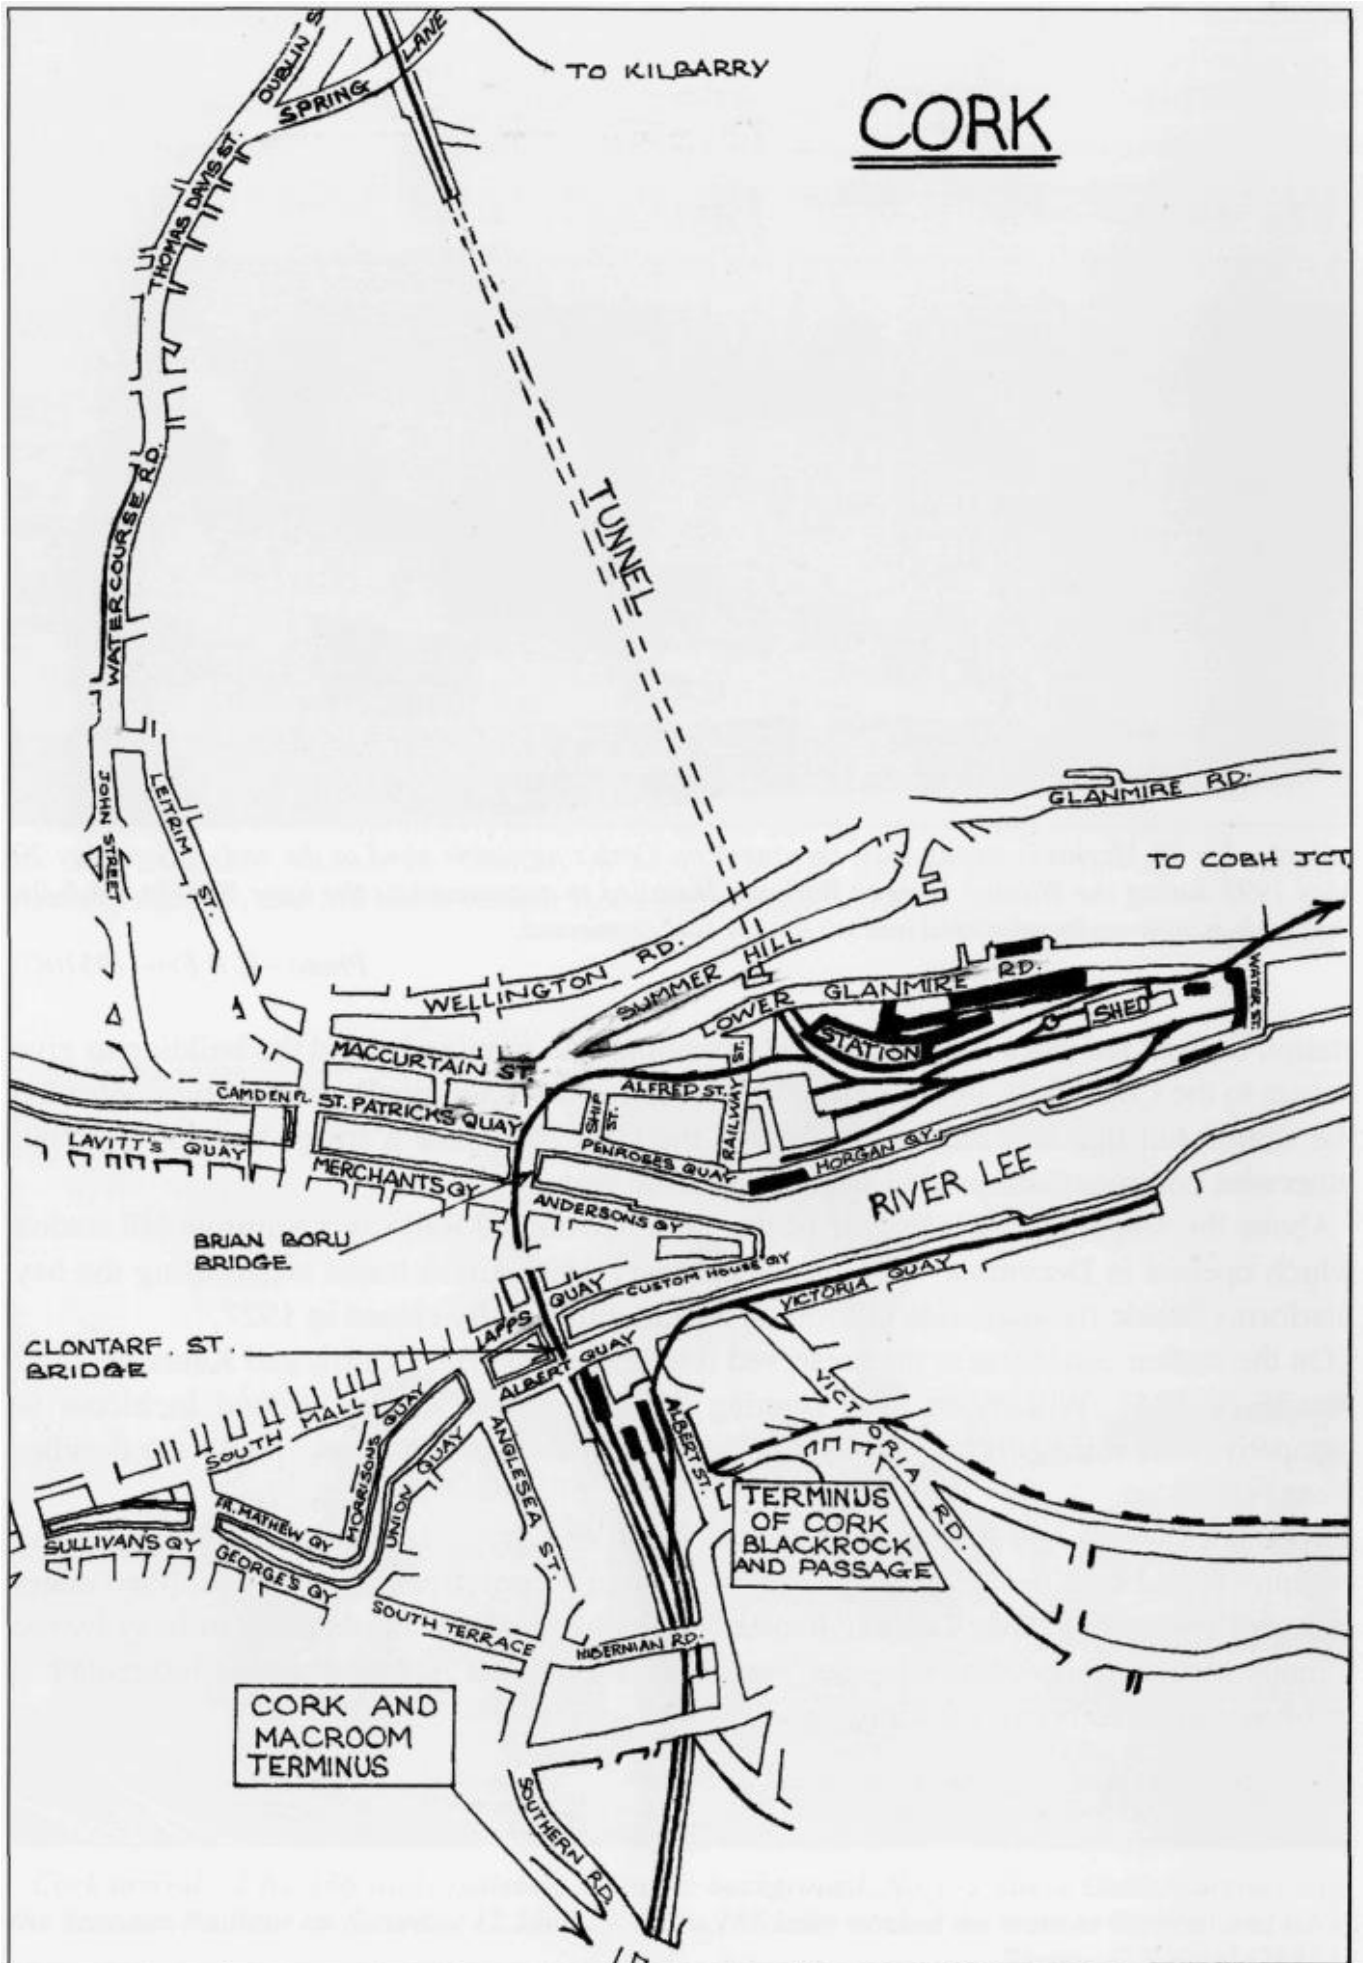 DUBLIN S
SPRING LANE
TO KILBARRY
CORK
THOMAS DAVIS ST.
WATERCOURSE RD.
TUNNEL
JOHN STREET
LEITRIM ST.
GLANMIRE RD.
TO COBH JCT
WELLINGTON RD.
SUMMER HILL
LOWER GLANMIRE RD.
WATER ST.
SHED
STATION
MACCURTAIN ST.
ALFRED ST.
RAILWAY ST.
SHIP ST.
CAMDEN PL.
ST. PATRICKS QUAY
LAVITT'S QUAY
MERCHANTS QY
PENROSES QUAY
HORGAN QY.
RIVER LEE
ANDERSONS QY
BRIAN BORU
BRIDGE
CUSTOM HOUSE QY
VICTORIA QUAY
LAPPS QUAY
CLONTARF. ST.
BRIDGE
ALBERT QUAY
SOUTH MALL
MORRISONS QUAY
UNION QUAY
ANGLESEA ST.
ALBERT ST.
VICTORIA RD.
TERMINUS
OF CORK
BLACKROCK
AND PASSAGE
FR. MATHEW QY
SULLIVAN'S QY
GEORGE'S QY
SOUTH TERRACE
HIBERNIAN RD.
CORK AND
MACROOM
TERMINUS
SOUTHERN RD.